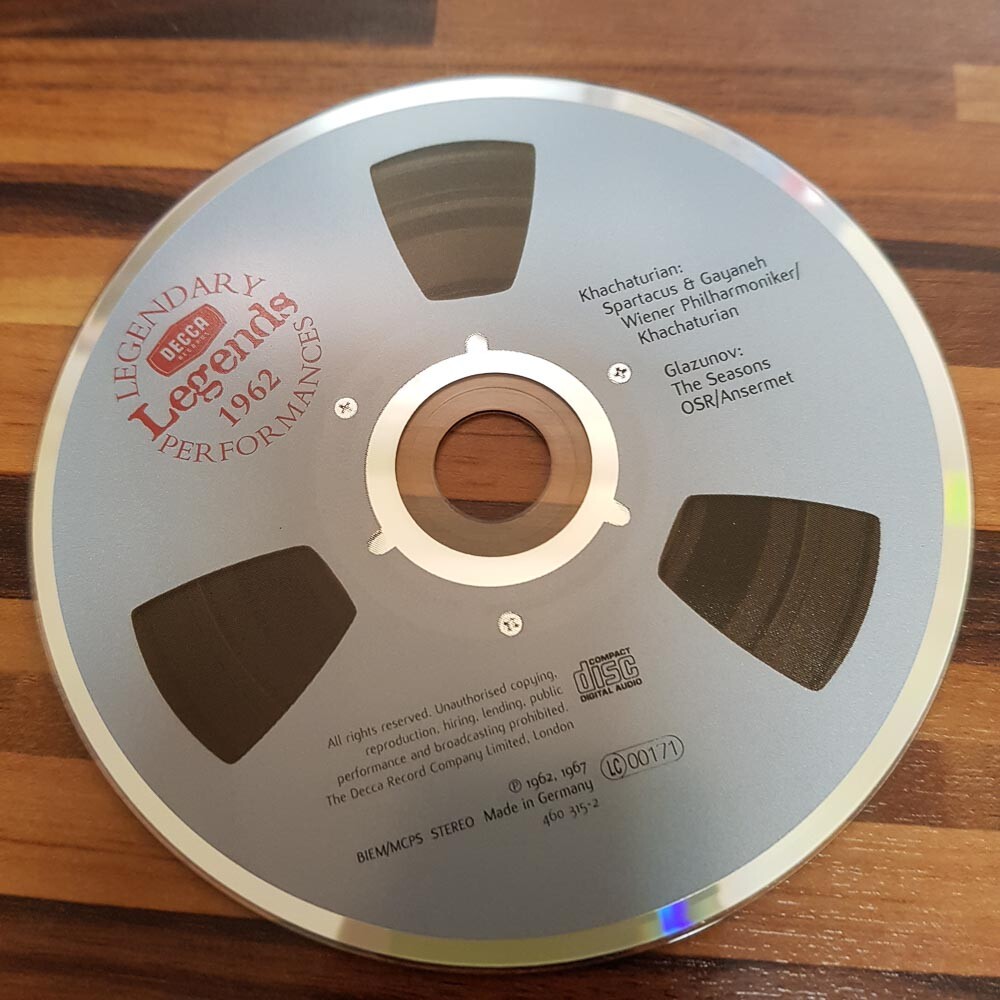 LEGENDARY
DECCA
RECORDS
Legends
1962
PERFORMANCES
Khachaturian:
Spartacus & Gayaneh
Wiener Philharmoniker/
Khachaturian
Glazunov:
The Seasons
OSR/Ansermet
COMPACT
disc
DIGITAL AUDIO
All rights reserved. Unauthorised copying,
reproduction, hiring, lending, public
performance and broadcasting prohibited.
The Decca Record Company Limited, London
℗ 1962, 1967 LC 00171
BIEM/MCPS STEREO Made in Germany
460 315-2